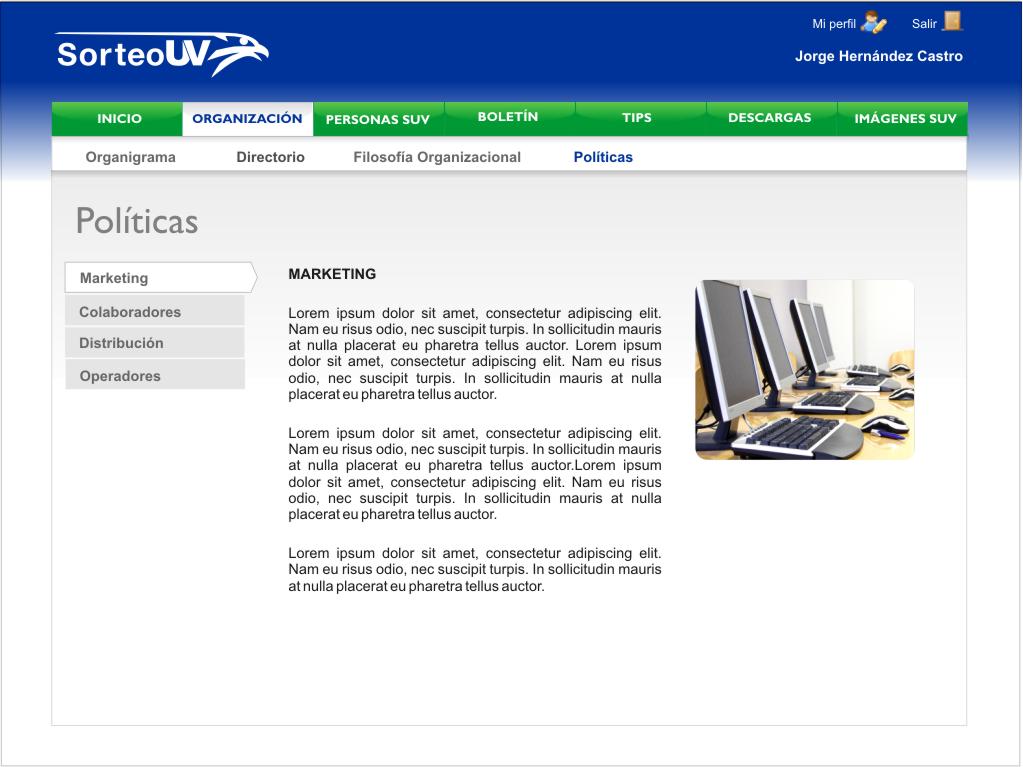 Mi perfil
Salir
SorteoUV
Jorge Hernández Castro
INICIO
ORGANIZACIÓN
PERSONAS SUV
BOLETÍN
TIPS
DESCARGAS
IMÁGENES SUV
Organigrama
Directorio
Filosofía Organizacional
Políticas
Políticas
Marketing
Colaboradores
Distribución
Operadores
MARKETING
Lorem ipsum dolor sit amet, consectetur adipiscing elit.
Nam eu risus odio, nec suscipit turpis. In sollicitudin mauris
at nulla placerat eu pharetra tellus auctor. Lorem ipsum
dolor sit amet, consectetur adipiscing elit. Nam eu risus
odio, nec suscipit turpis. In sollicitudin mauris at nulla
placerat eu pharetra tellus auctor.
Lorem ipsum dolor sit amet, consectetur adipiscing elit.
Nam eu risus odio, nec suscipit turpis. In sollicitudin mauris
at nulla placerat eu pharetra tellus auctor.Lorem ipsum
dolor sit amet, consectetur adipiscing elit. Nam eu risus
odio, nec suscipit turpis. In sollicitudin mauris at nulla
placerat eu pharetra tellus auctor.
Lorem ipsum dolor sit amet, consectetur adipiscing elit.
Nam eu risus odio, nec suscipit turpis. In sollicitudin mauris
at nulla placerat eu pharetra tellus auctor.